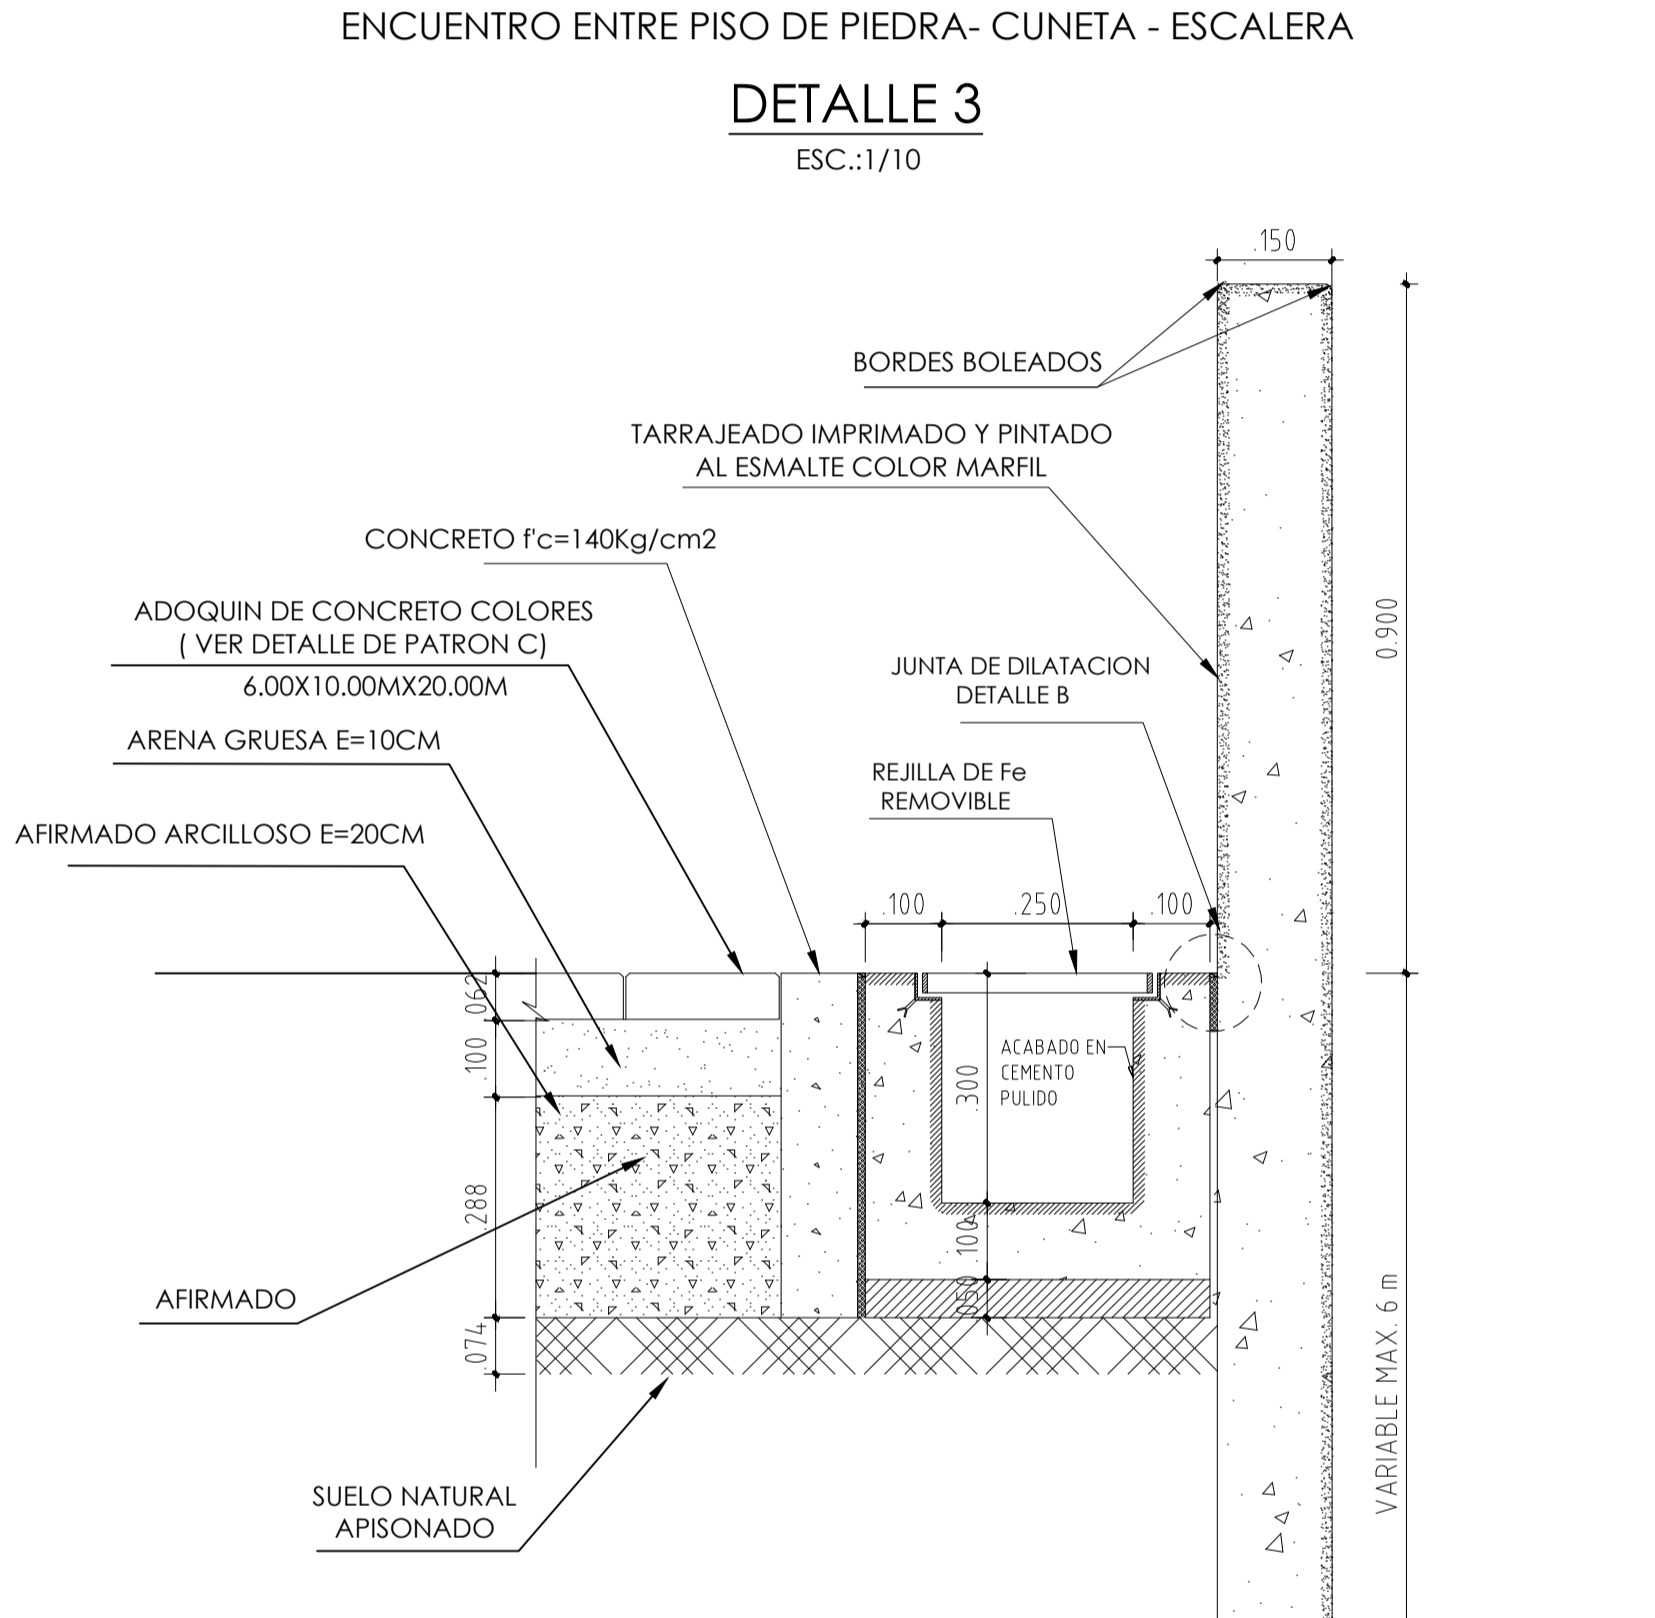 ENCUENTRO ENTRE PISO DE PIEDRA- CUNETA - ESCALERA
DETALLE 3
ESC.:1/10
.150
BORDES BOLEADOS
TARRAJEADO IMPRIMADO Y PINTADO
AL ESMALTE COLOR MARFIL
CONCRETO f'c=140Kg/cm2
ADOQUIN DE CONCRETO COLORES
( VER DETALLE DE PATRON C)
6.00X10.00MX20.00M
0.900
JUNTA DE DILATACION
DETALLE B
ARENA GRUESA E=10CM
REJILLA DE Fe
REMOVIBLE
AFIRMADO ARCILLOSO E=20CM
.100
.250
.100
.062
.100
.288
.074
.300
.100
.050
ACABADO EN
CEMENTO
PULIDO
AFIRMADO
VARIABLE MAX. 6 m
SUELO NATURAL
APISONADO